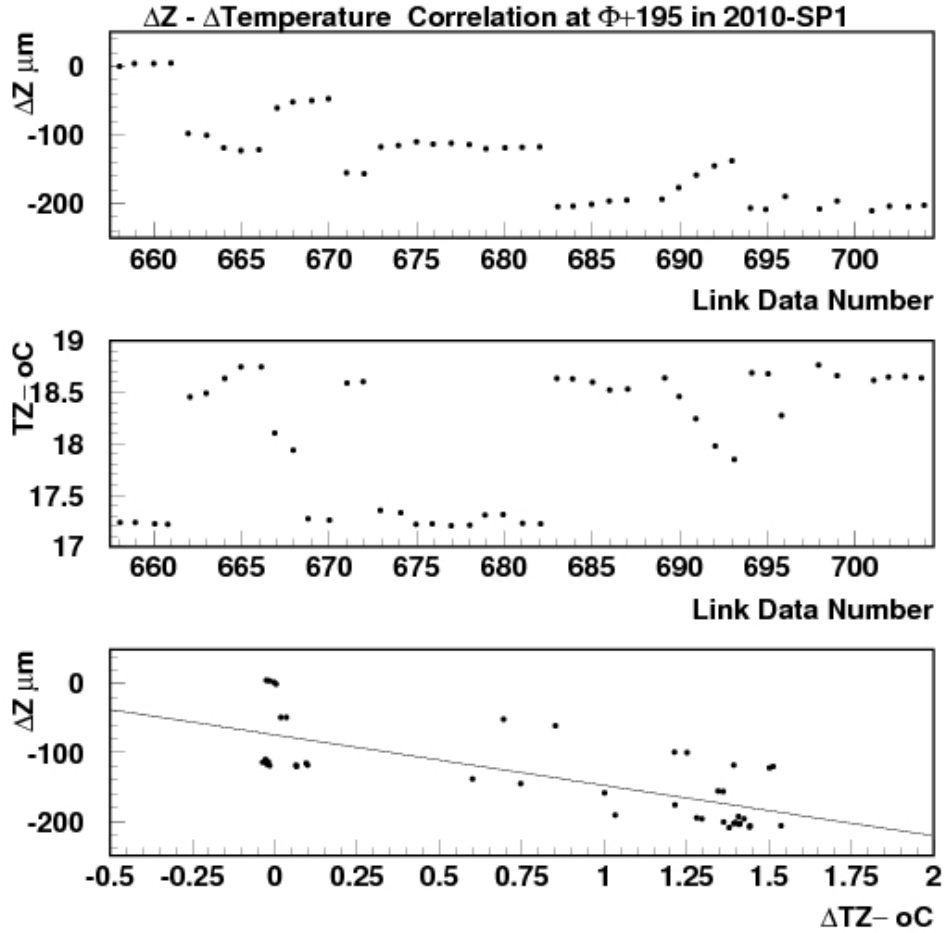 ΔZ - ΔTemperature Correlation at Φ+195 in 2010-SP1
ΔZ μm
0
-100
-200
660 665 670 675 680 685 690 695 700
Link Data Number
TZ− oC
19
18.5
18
17.5
17
660 665 670 675 680 685 690 695 700
Link Data Number
ΔZ μm
0
-100
-200
-0.5 -0.25 0 0.25 0.5 0.75 1 1.25 1.5 1.75 2
ΔTZ− oC